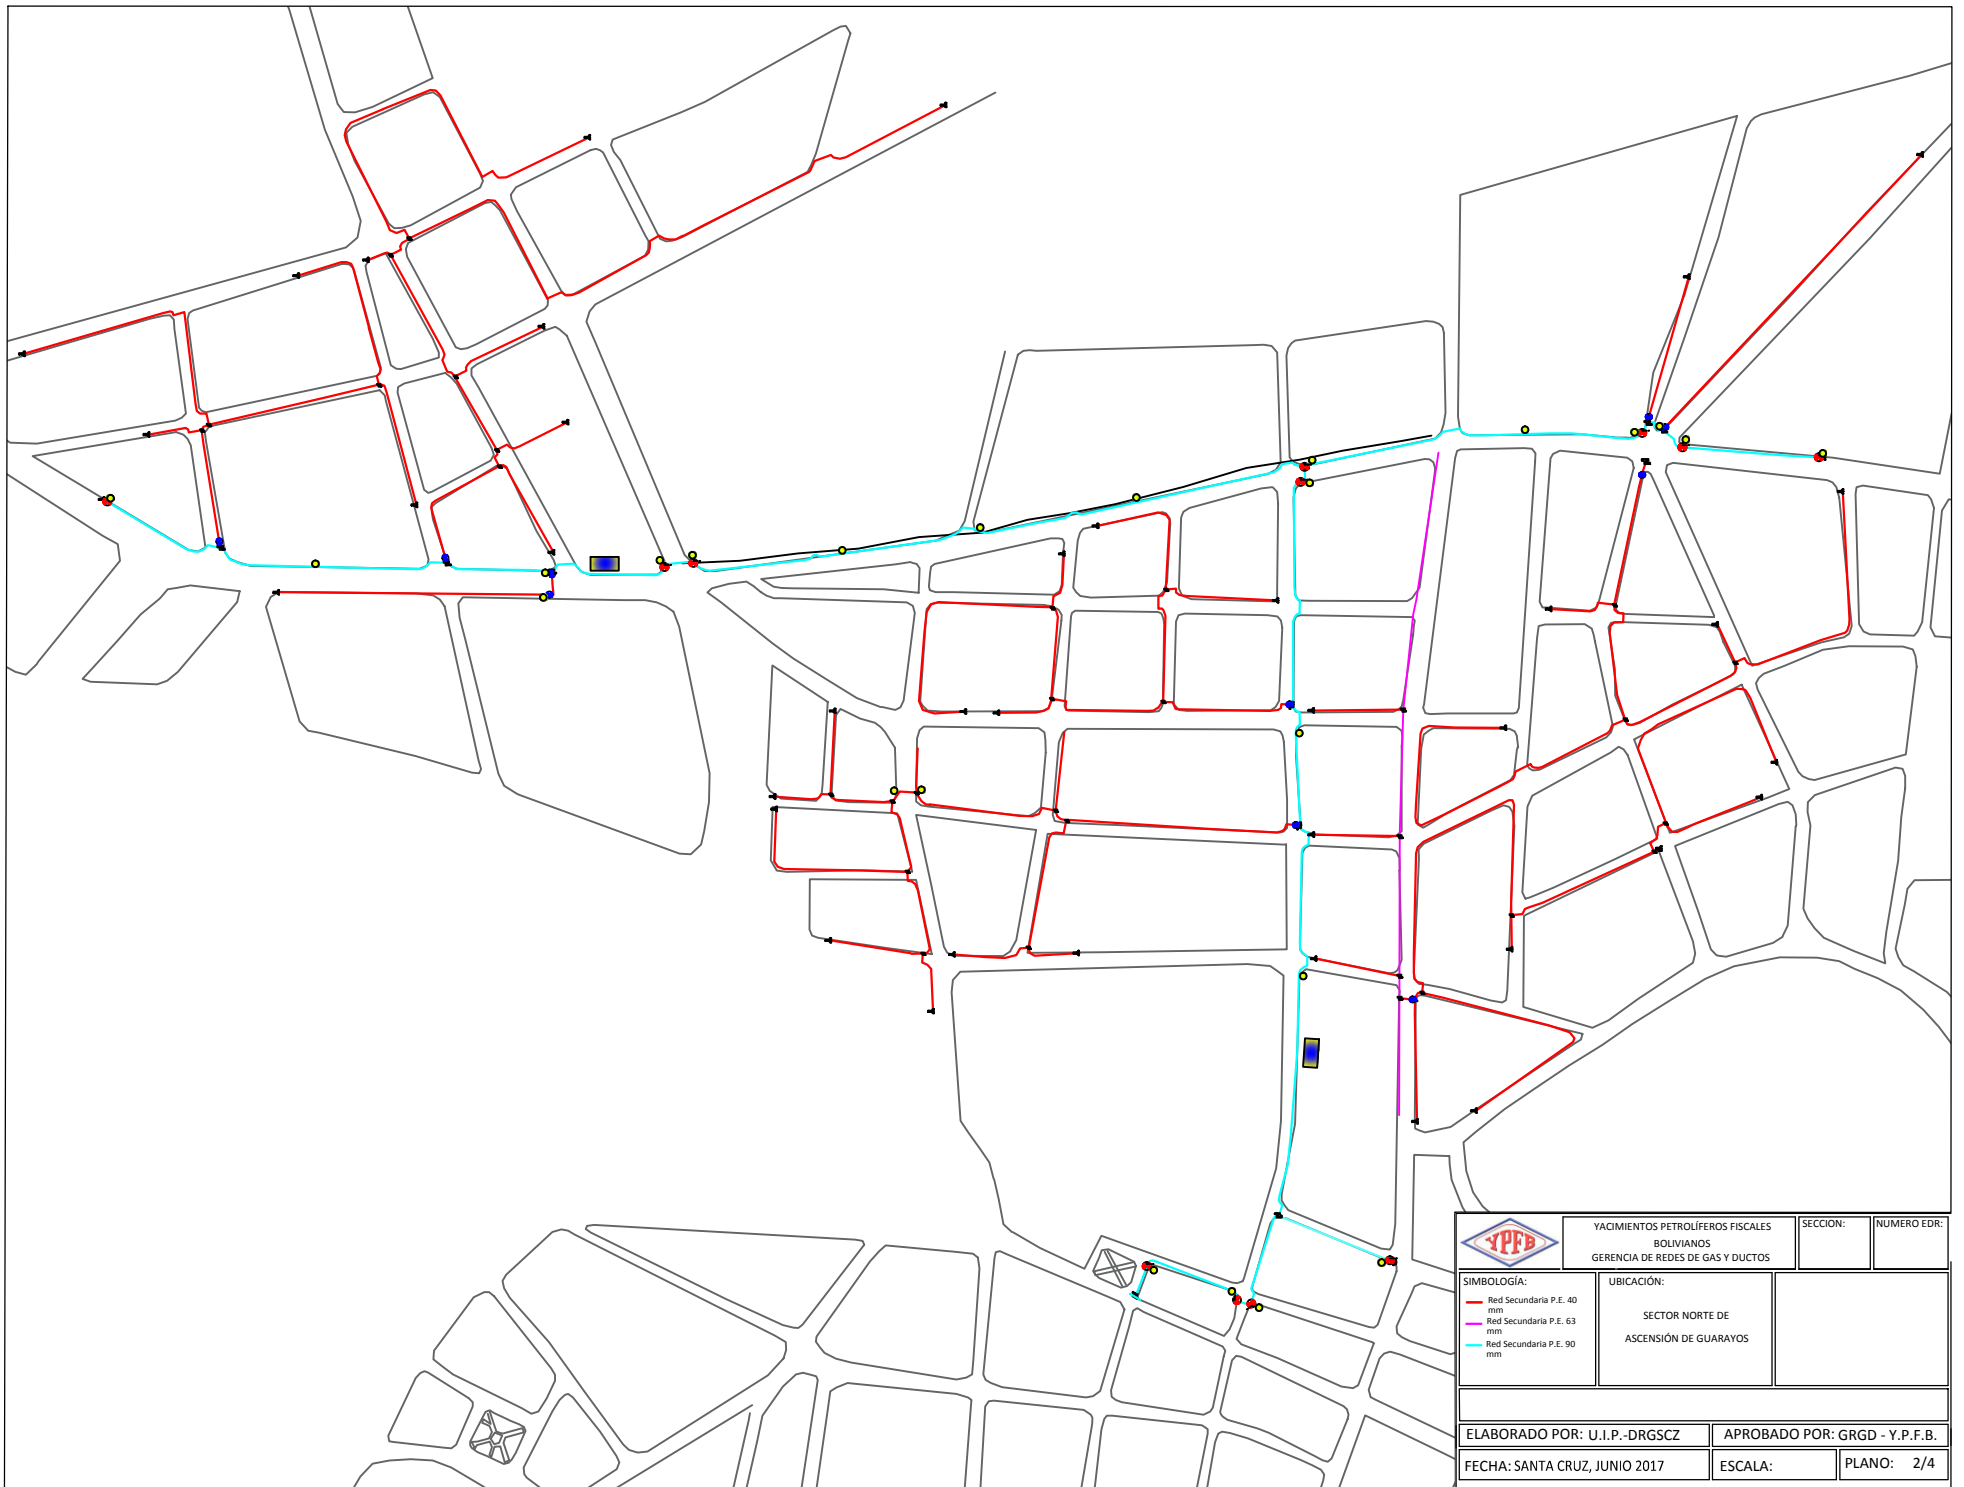 YPFB
YACIMIENTOS PETROLÍFEROS FISCALES
BOLIVIANOS
GERENCIA DE REDES DE GAS Y DUCTOS
SECCION:
NUMERO EDR:
SIMBOLOGÍA:
Red Secundaria P.E. 40
mm
Red Secundaria P.E. 63
mm
Red Secundaria P.E. 90
mm
UBICACIÓN:
SECTOR NORTE DE
ASCENSIÓN DE GUARAYOS
ELABORADO POR: U.I.P.-DRGSCZ
APROBADO POR: GRGD - Y.P.F.B.
FECHA: SANTA CRUZ, JUNIO 2017
ESCALA:
PLANO: 2/4